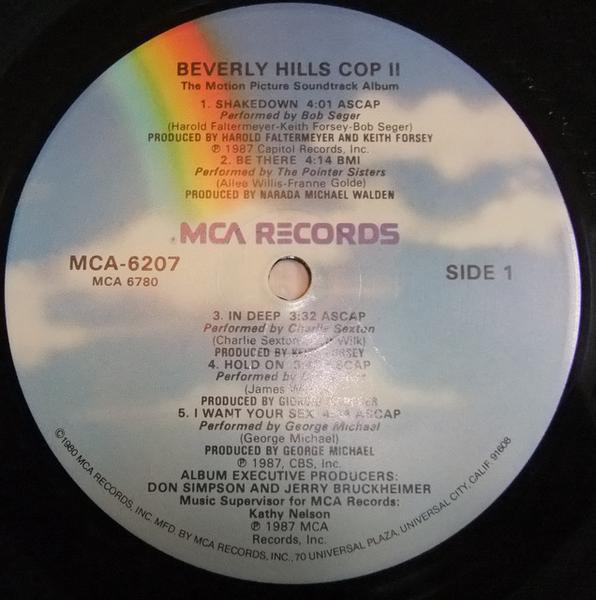 BEVERLY HILLS COP II
The Motion Picture Soundtrack Album
1. SHAKEDOWN 4:01 ASCAP
Performed by Bob Seger
(Harold Faltermeyer-Keith Forsey-Bob Seger)
PRODUCED BY HAROLD FALTERMEYER AND KEITH FORSEY
℗ 1987 Capitol Records, Inc.
2. BE THERE 4:14 BMI
Performed by The Pointer Sisters
(Allee Willis-Franne Golde)
PRODUCED BY NARADA MICHAEL WALDEN
MCA RECORDS
MCA-6207
MCA 6780
SIDE 1
3. IN DEEP 3:32 ASCAP
Performed by Charlie Sexton
(Charlie Sexton- Wilk)
PRODUCED BY FORSEY
4. HOLD ON ASCAP
Performed by
(James
PRODUCED BY
5. I WANT YOUR SEX ASCAP
Performed by George Michael
(George Michael)
PRODUCED BY GEORGE MICHAEL
℗ 1987, CBS, Inc.
ALBUM EXECUTIVE PRODUCERS:
DON SIMPSON AND JERRY BRUCKHEIMER
Music Supervisor for MCA Records:
Kathy Nelson
℗ 1987 MCA
Records, Inc.
©1980 MCA RECORDS, INC. MFD. BY MCA RECORDS, INC., 70 UNIVERSAL PLAZA, UNIVERSAL CITY, CALIF. 91608